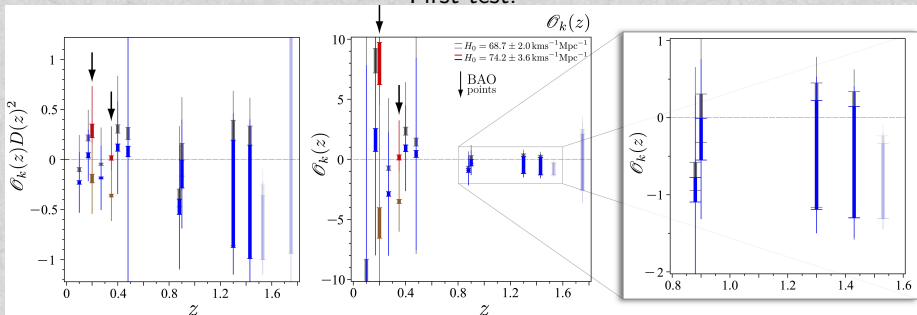 First test:
𝒪ₖ(z)
H₀ = 68.7 ± 2.0 kms⁻¹Mpc⁻¹
H₀ = 74.2 ± 3.6 kms⁻¹Mpc⁻¹
BAO
points
𝒪ₖ(z)D(z)²
1
0.5
0
−0.5
−1
0 0.4 0.8 1.2 1.6
z
𝒪ₖ(z)
10
5
0
−5
−10
0 0.4 0.8 1.2 1.6
z
𝒪ₖ(z)
1
0
−1
−2
0.8 1.0 1.2 1.4 1.6
z